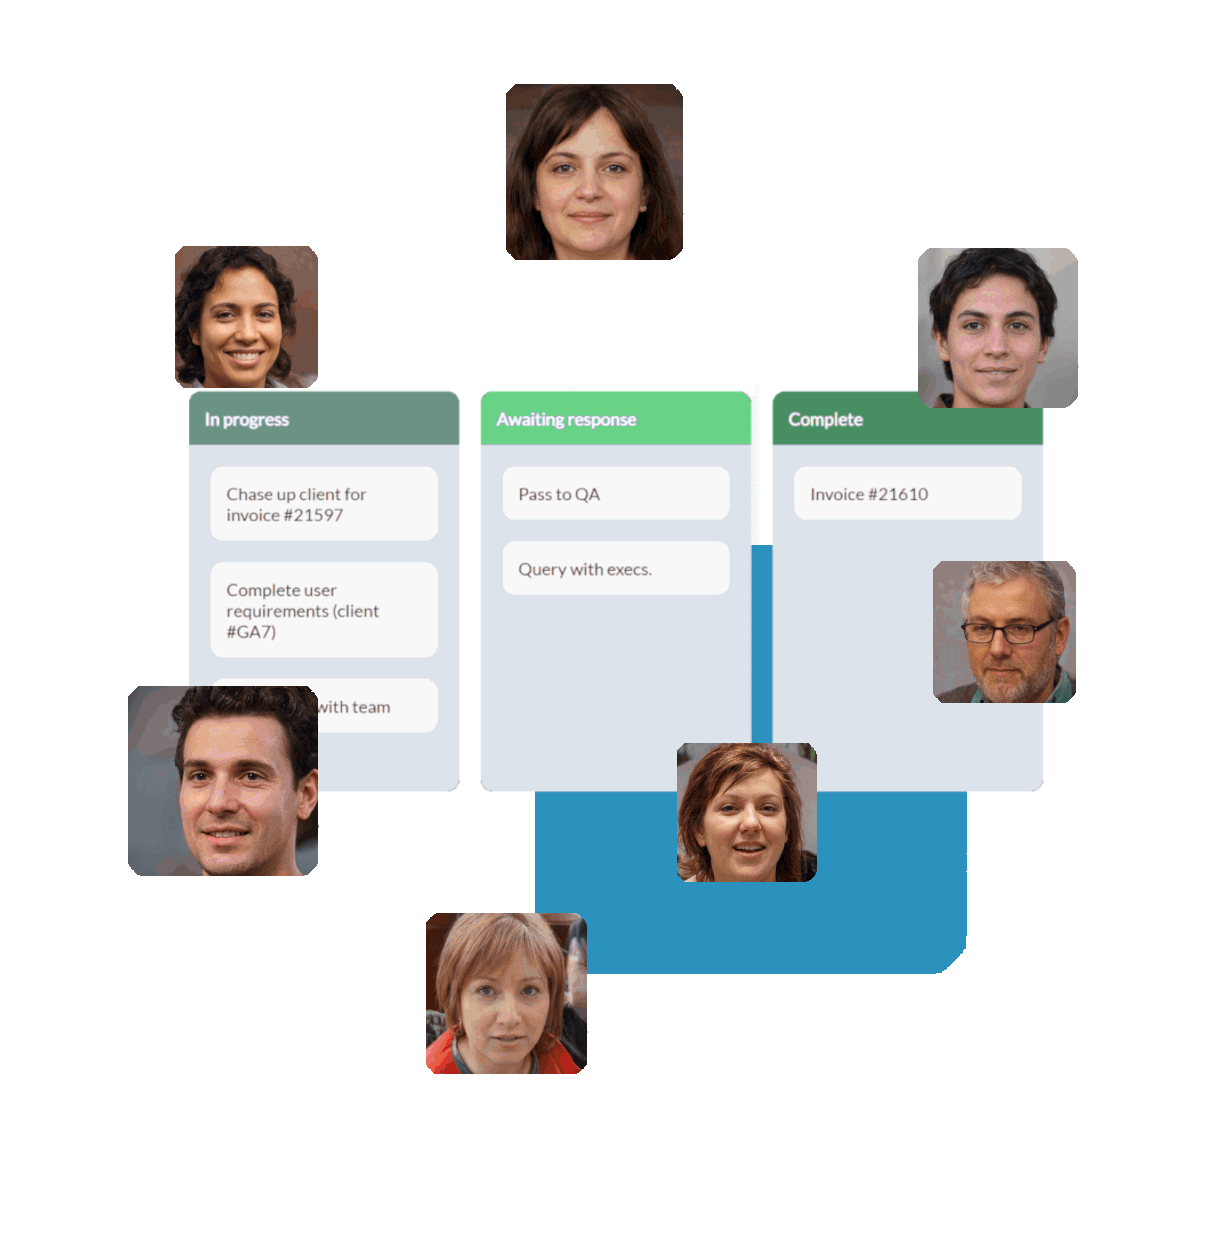 In progress
Chase up client for
invoice #21597
Complete user
requirements (client
#GA7)
with team
Awaiting response
Pass to QA
Query with execs.
Complete
Invoice #21610